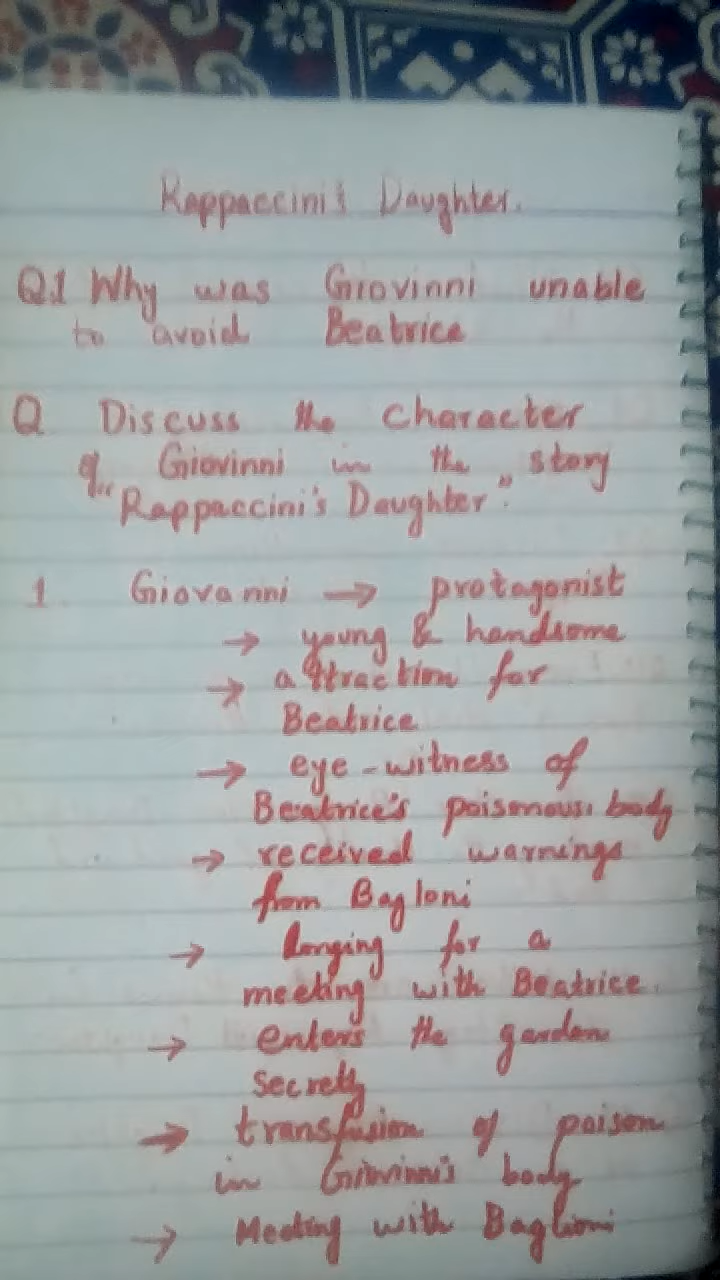 Rappaccini's Daughter.
Q1 Why was Giovinni unable
to avoid Beatrice
Q Discuss the character
of Giovinni in the story
"Rappaccini's Daughter".
1 Giovanni → protagonist
→ young & handsome
→ attraction for
Beatrice
→ eye-witness of
Beatrice's poisonous body
→ received warnings
from Bagloni
→ longing for a
meeting with Beatrice.
→ enters the garden
secretly
→ transfusion of poison
in Giovinni's body
→ Meeting with Baglioni